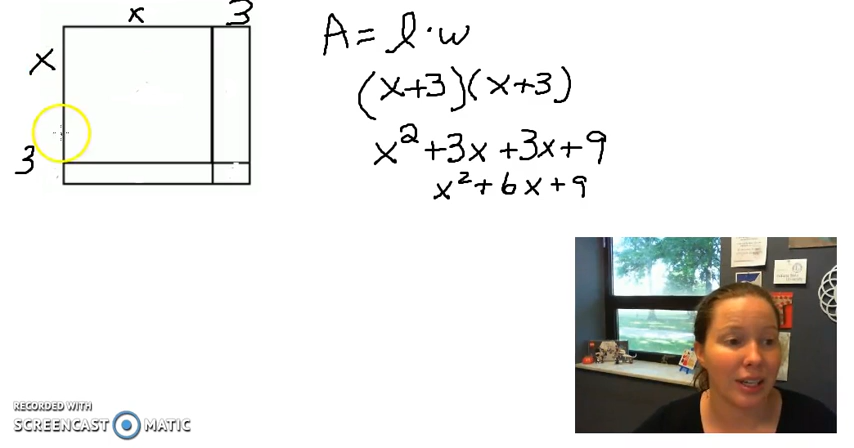 x 3
x
3
A = l · w
(x+3)(x+3)
x² + 3x + 3x + 9
x² + 6x + 9
RECORDED WITH
SCREENCAST MATIC